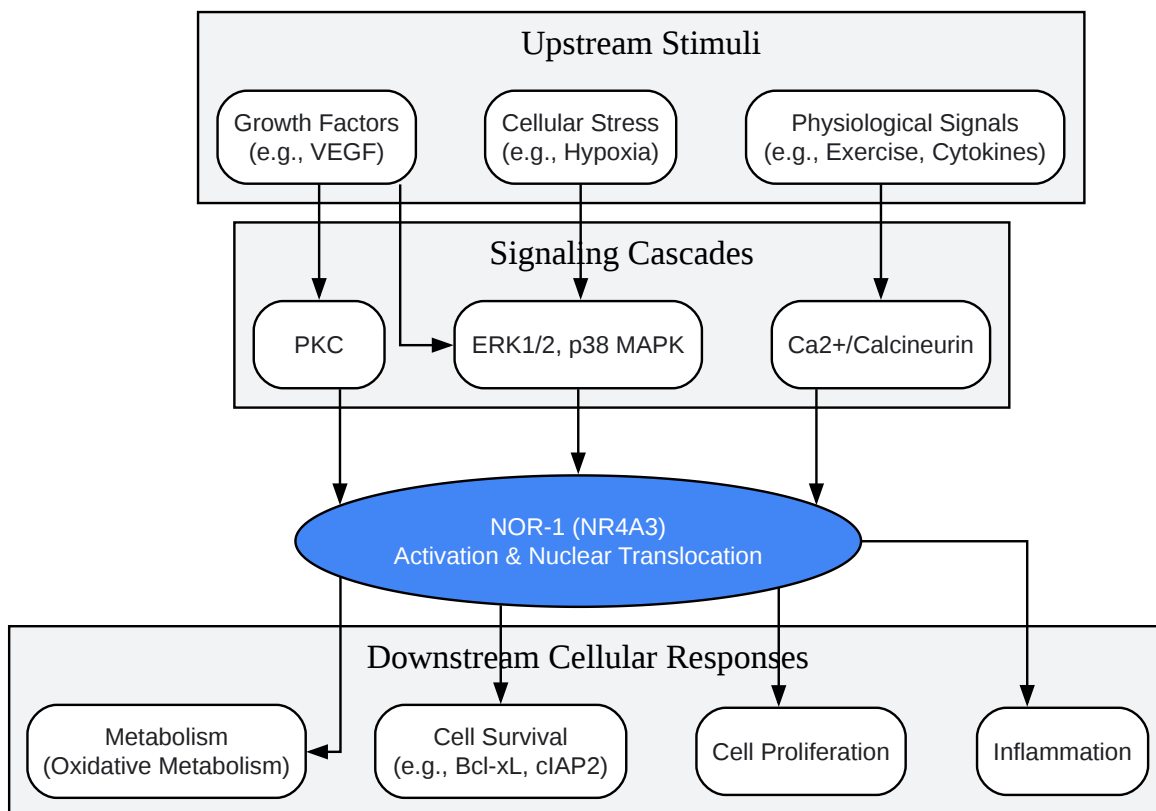 Upstream Stimuli
Growth Factors
(e.g., VEGF)
Cellular Stress
(e.g., Hypoxia)
Physiological Signals
(e.g., Exercise, Cytokines)
Signaling Cascades
PKC
ERK1/2, p38 MAPK
Ca2+/Calcineurin
NOR-1 (NR4A3)
Activation & Nuclear Translocation
Downstream Cellular Responses
Metabolism
(Oxidative Metabolism)
Cell Survival
(e.g., Bcl-xL, cIAP2)
Cell Proliferation
Inflammation